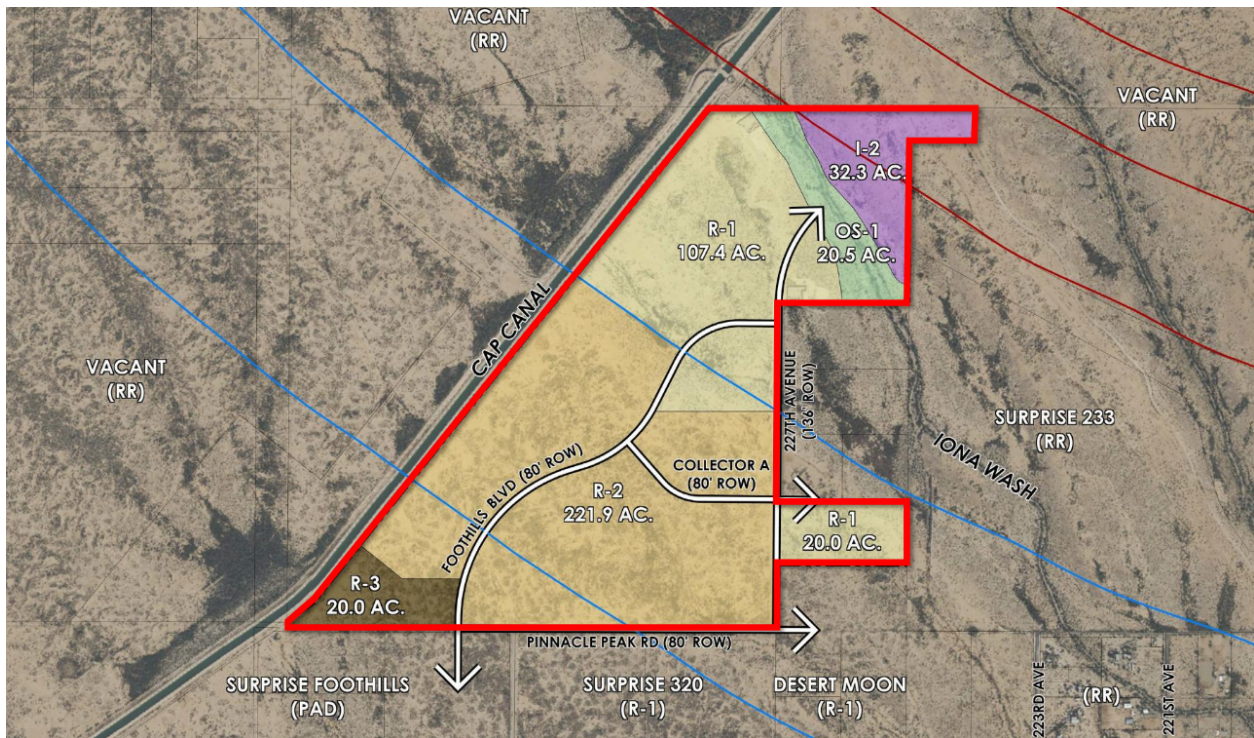 VACANT
(RR)
VACANT
(RR)
I-2
32.3 AC.
R-1
107.4 AC.
OS-1
20.5 AC.
CAP CANAL
VACANT
(RR)
227TH AVENUE
(136' ROW)
SURPRISE 233
(RR)
IONA WASH
FOOTHILLS BLVD (80' ROW)
COLLECTOR A
(80' ROW)
R-2
221.9 AC.
R-1
20.0 AC.
R-3
20.0 AC.
PINNACLE PEAK RD (80' ROW)
SURPRISE FOOTHILLS
(PAD)
SURPRISE 320
(R-1)
DESERT MOON
(R-1)
223RD AVE
(RR)
221ST AVE